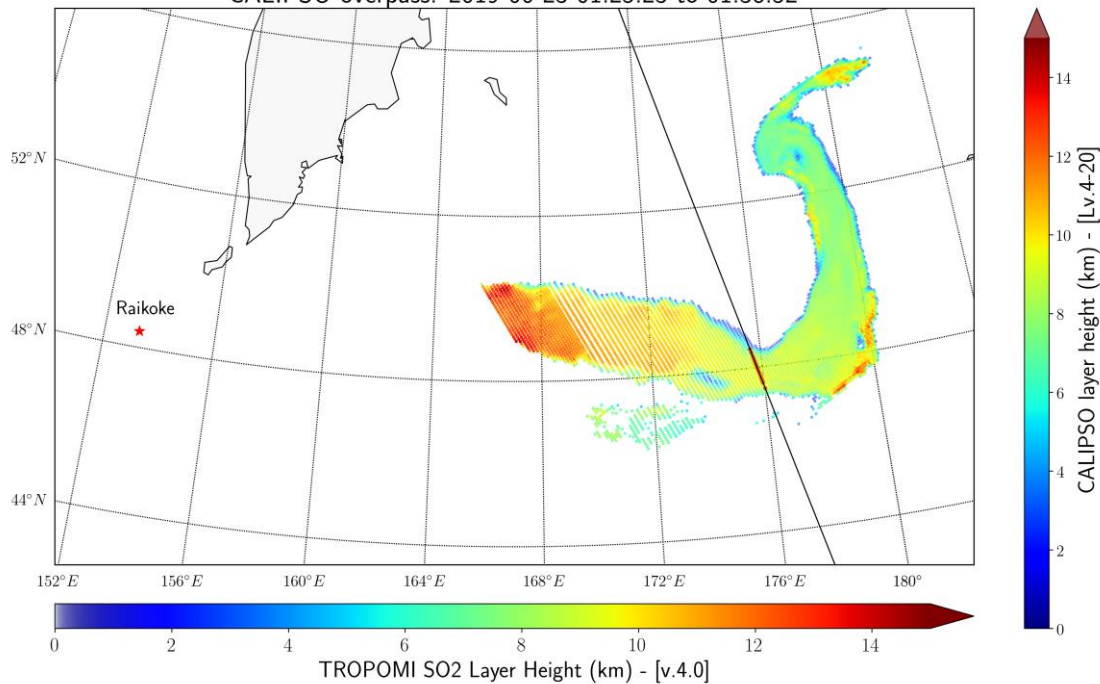 52°N
48°N
44°N
Raikoke
152°E 156°E 160°E 164°E 168°E 172°E 176°E 180°
0 2 4 6 8 10 12 14
TROPOMI SO2 Layer Height (km) - [v.4.0]
14
12
10
8
6
4
2
0
CALIPSO layer height (km) - [Lv.4-20]